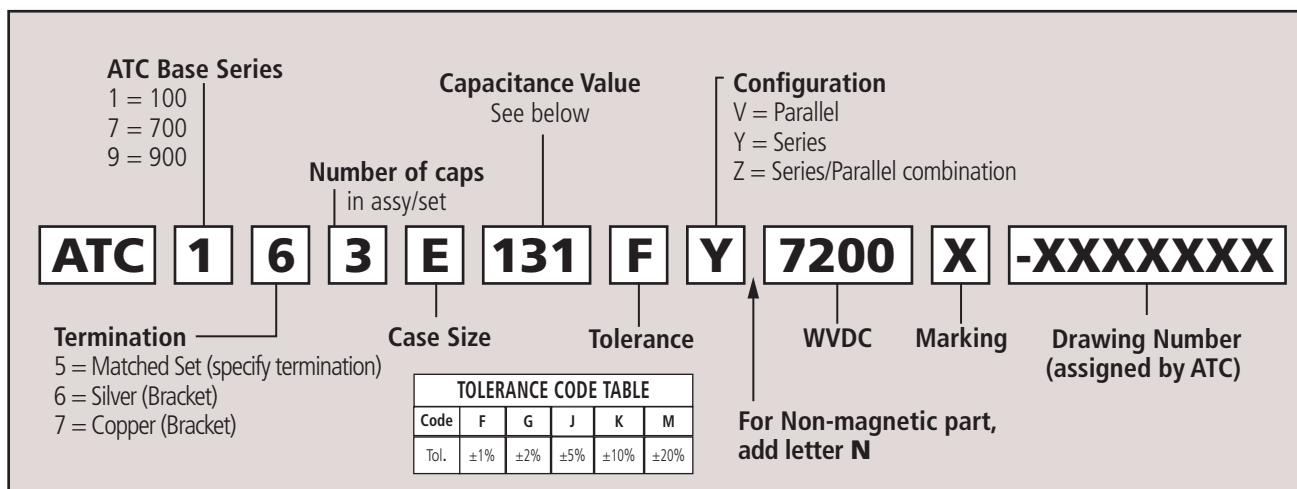 ATC Base Series
1 = 100
7 = 700
9 = 900
Number of caps
in assy/set
Capacitance Value
See below
Configuration
V = Parallel
Y = Series
Z = Series/Parallel combination
ATC 1 6 3 E 131 F Y 7200 X -XXXXXXX
Termination
5 = Matched Set (specify termination)
6 = Silver (Bracket)
7 = Copper (Bracket)
Case Size
Tolerance
WVDC
Marking
Drawing Number
(assigned by ATC)
TOLERANCE CODE TABLE
Code F G J K M
Tol. ±1% ±2% ±5% ±10% ±20%
For Non-magnetic part,
add letter N